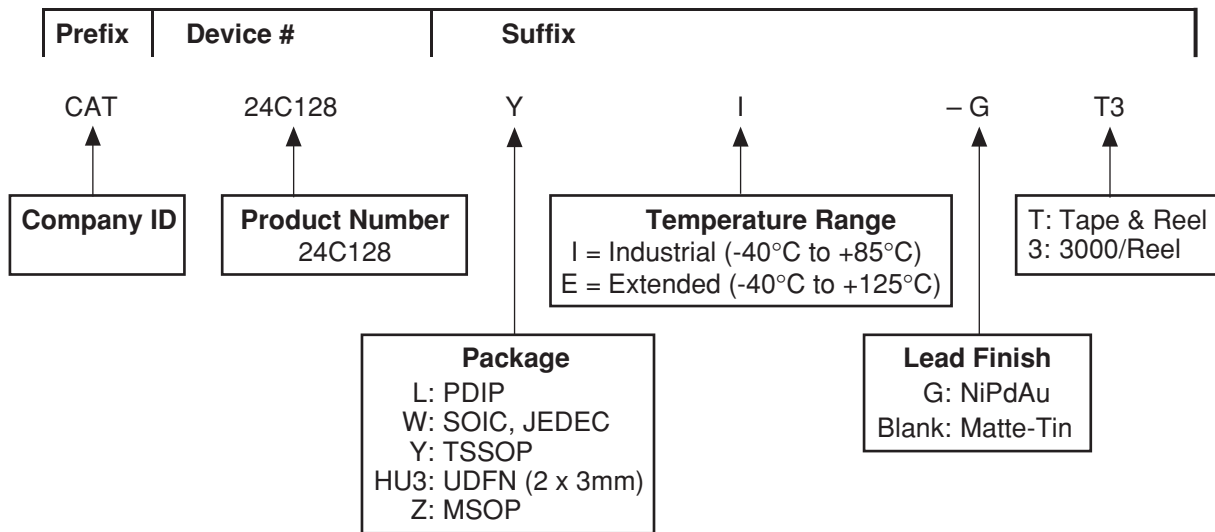 Prefix Device # Suffix
CAT 24C128 Y I – G T3
Company ID
Product Number
24C128
Temperature Range
I = Industrial (-40°C to +85°C)
E = Extended (-40°C to +125°C)
T: Tape & Reel
3: 3000/Reel
Package
L: PDIP
W: SOIC, JEDEC
Y: TSSOP
HU3: UDFN (2 x 3mm)
Z: MSOP
Lead Finish
G: NiPdAu
Blank: Matte-Tin